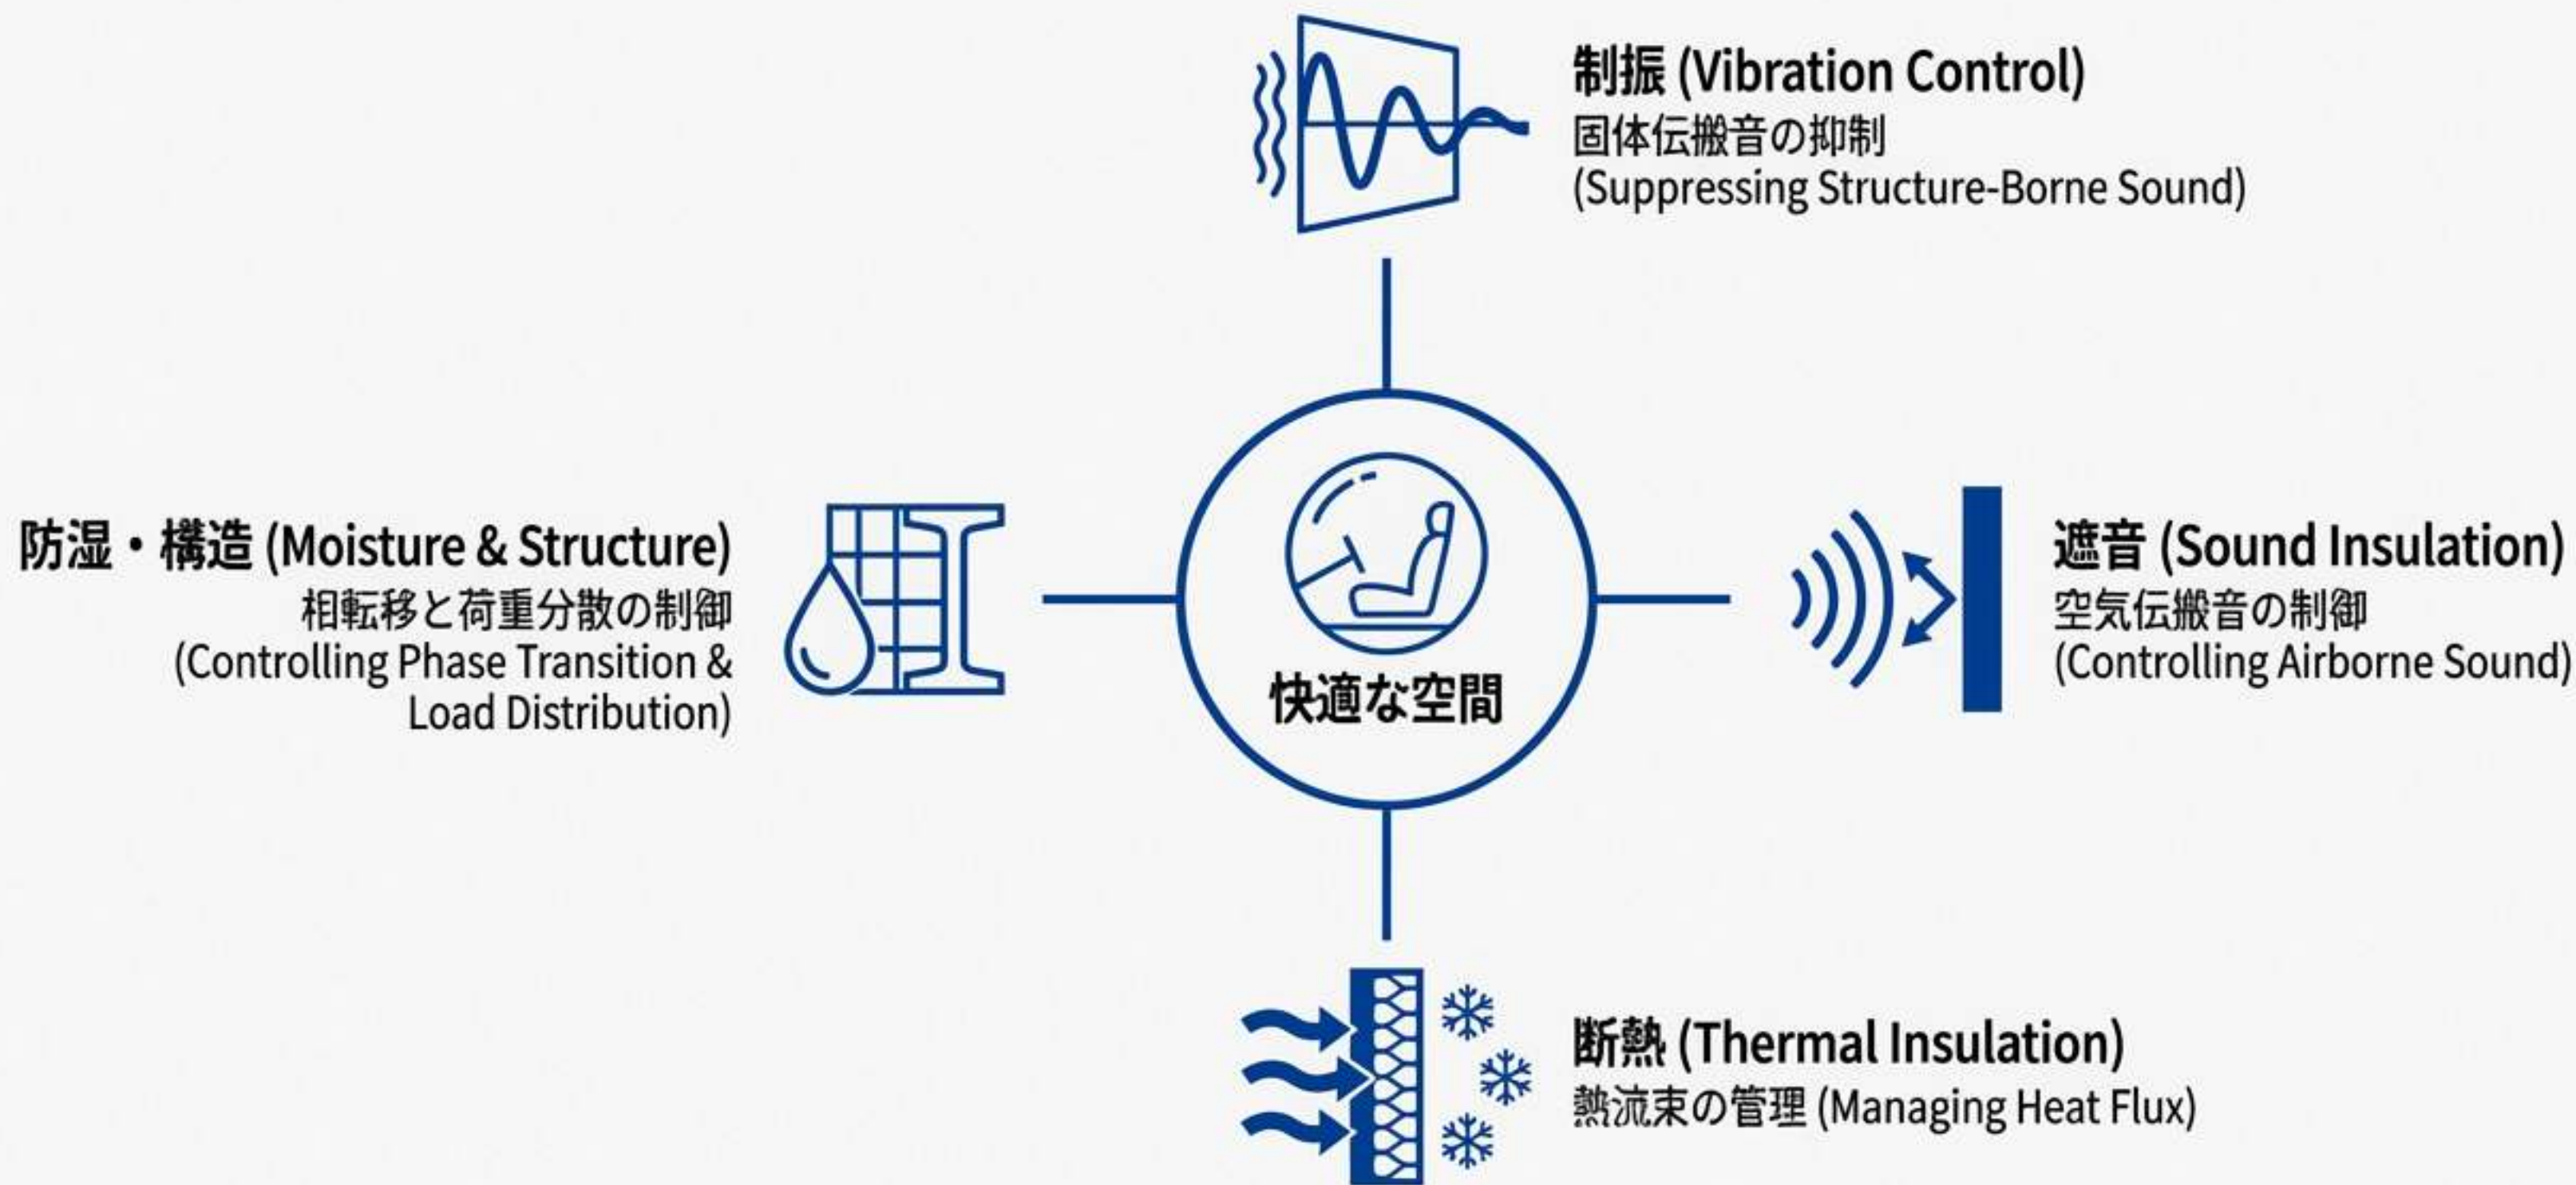 制振 (Vibration Control)
固体伝搬音の抑制
(Suppressing Structure-Borne Sound)
防湿・構造 (Moisture & Structure)
相転移と荷重分散の制御
(Controlling Phase Transition &
Load Distribution)
快適な空間
遮音 (Sound Insulation)
空気伝搬音の制御
(Controlling Airborne Sound)
断熱 (Thermal Insulation)
熱流束の管理 (Managing Heat Flux)